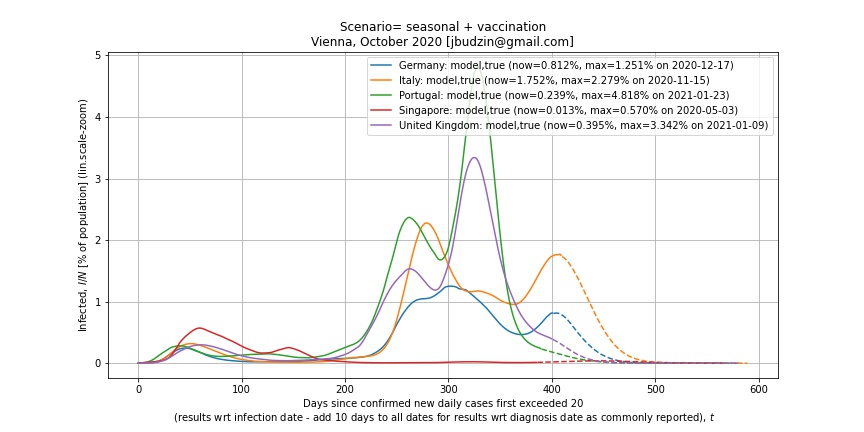 Scenario= seasonal + vaccination
Vienna, October 2020 [jbudzin@gmail.com]
Germany: model,true (now=0.812%, max=1.251% on 2020-12-17)
Italy: model,true (now=1.752%, max=2.279% on 2020-11-15)
Portugal: model,true (now=0.239%, max=4.818% on 2021-01-23)
Singapore: model,true (now=0.013%, max=0.570% on 2020-05-03)
United Kingdom: model,true (now=0.395%, max=3.342% on 2021-01-09)
Infected, I/N [% of population] (lin.scale-zoom)
5
4
3
2
1
0
0 100 200 300 400 500 600
Days since confirmed new daily cases first exceeded 20
(results wrt infection date - add 10 days to all dates for results wrt diagnosis date as commonly reported), t